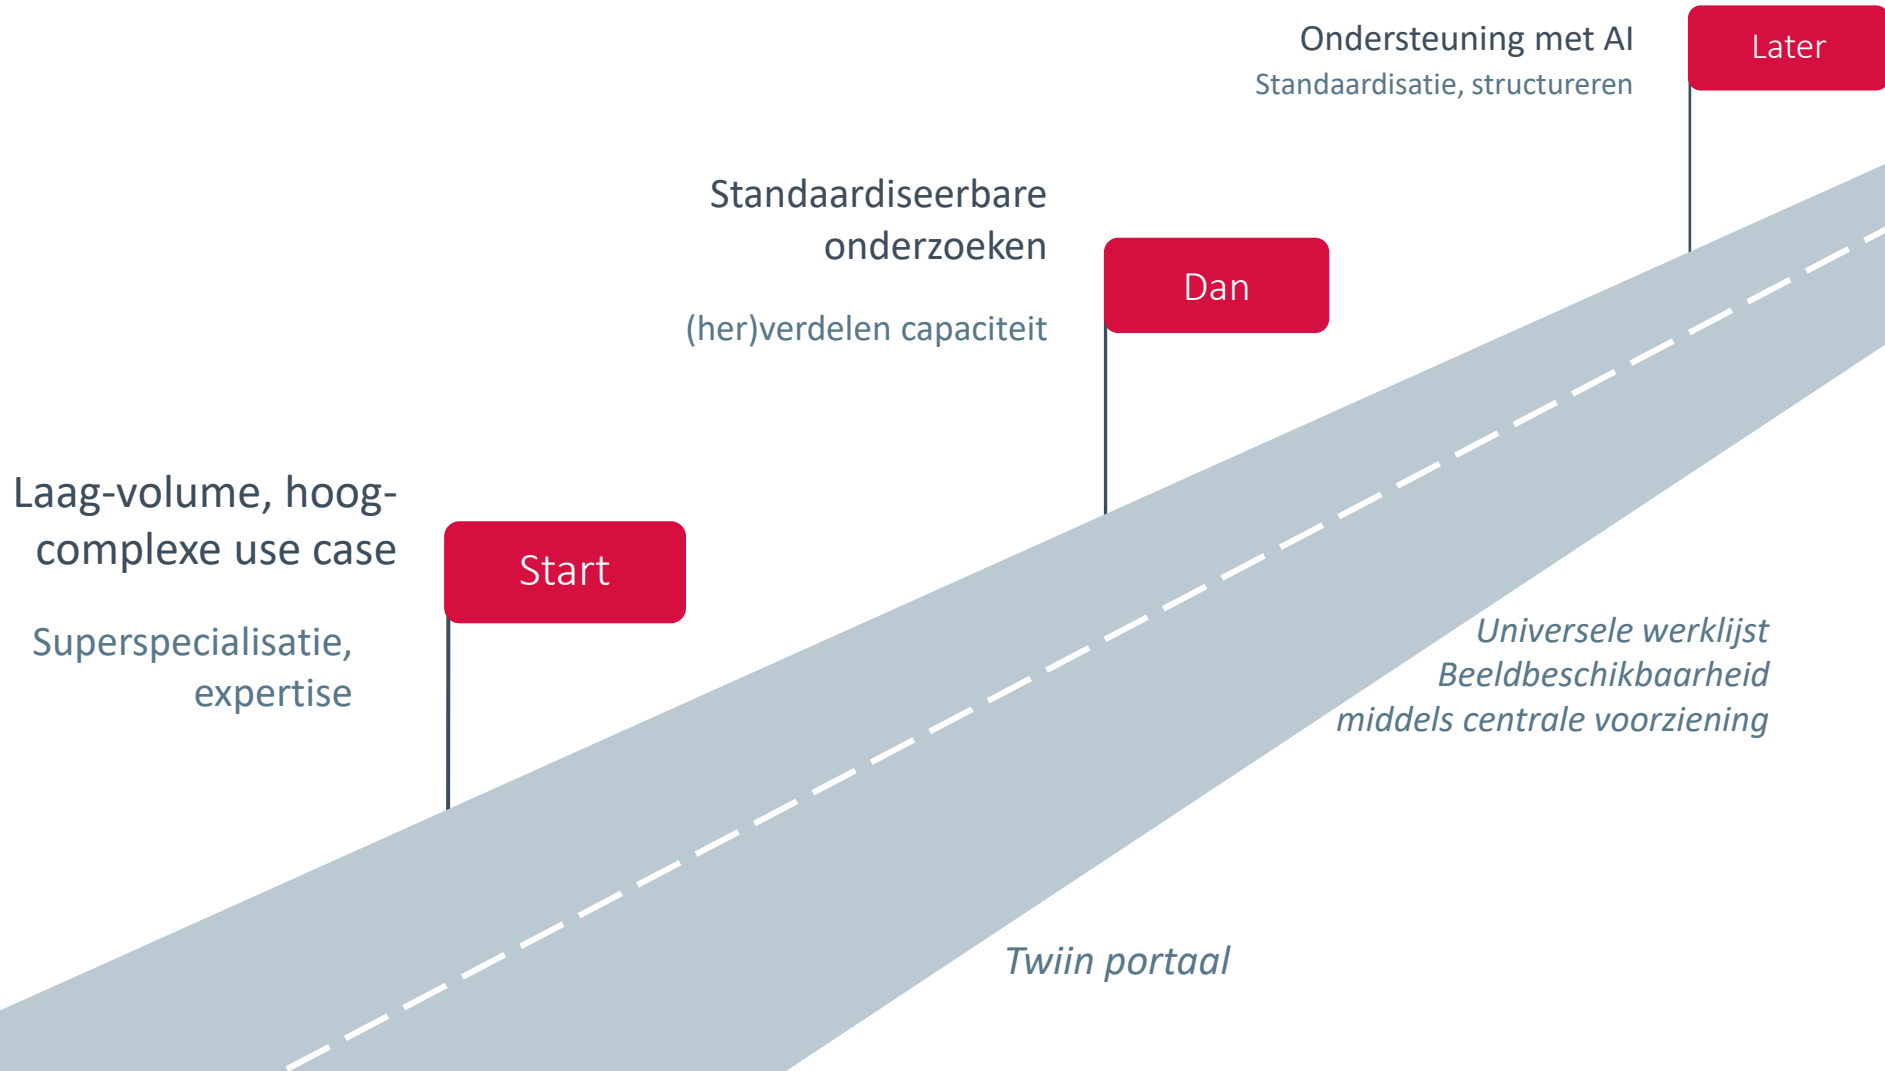 Ondersteuning met AI
Standaardisatie, structureren
Later
Standaardiseerbare
onderzoeken
(her)verdelen capaciteit
Dan
Laag-volume, hoog-
complexe use case
Superspecialisatie,
expertise
Start
Universele werklijst
Beeldbeschikbaarheid
middels centrale voorziening
Twiin portaal